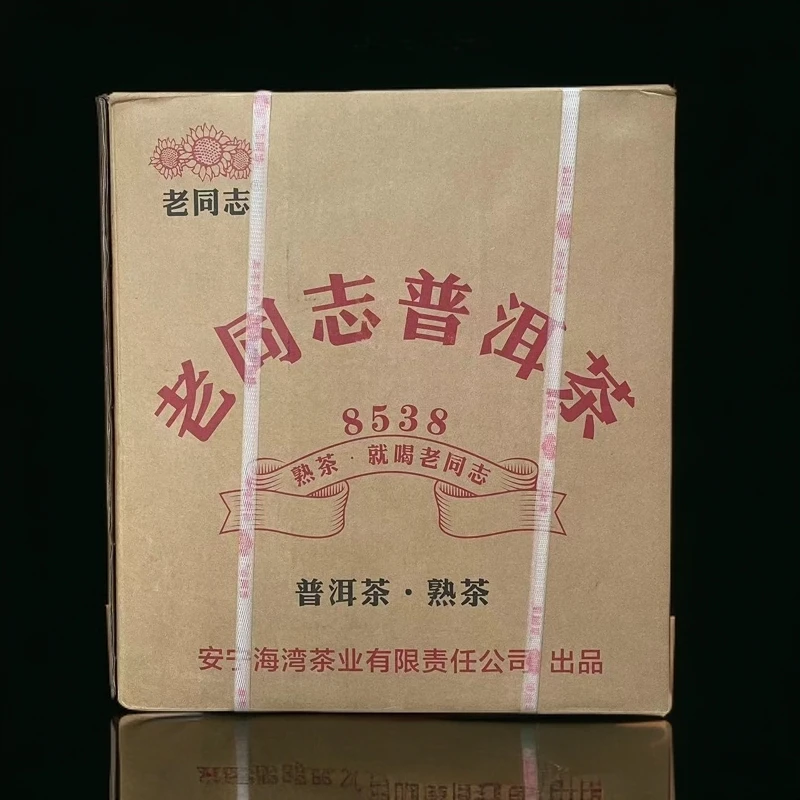 老同志
老同志普洱茶
8538
熟茶·就喝老同志
普洱茶·熟茶
安宁海湾茶业有限责任公司 出品